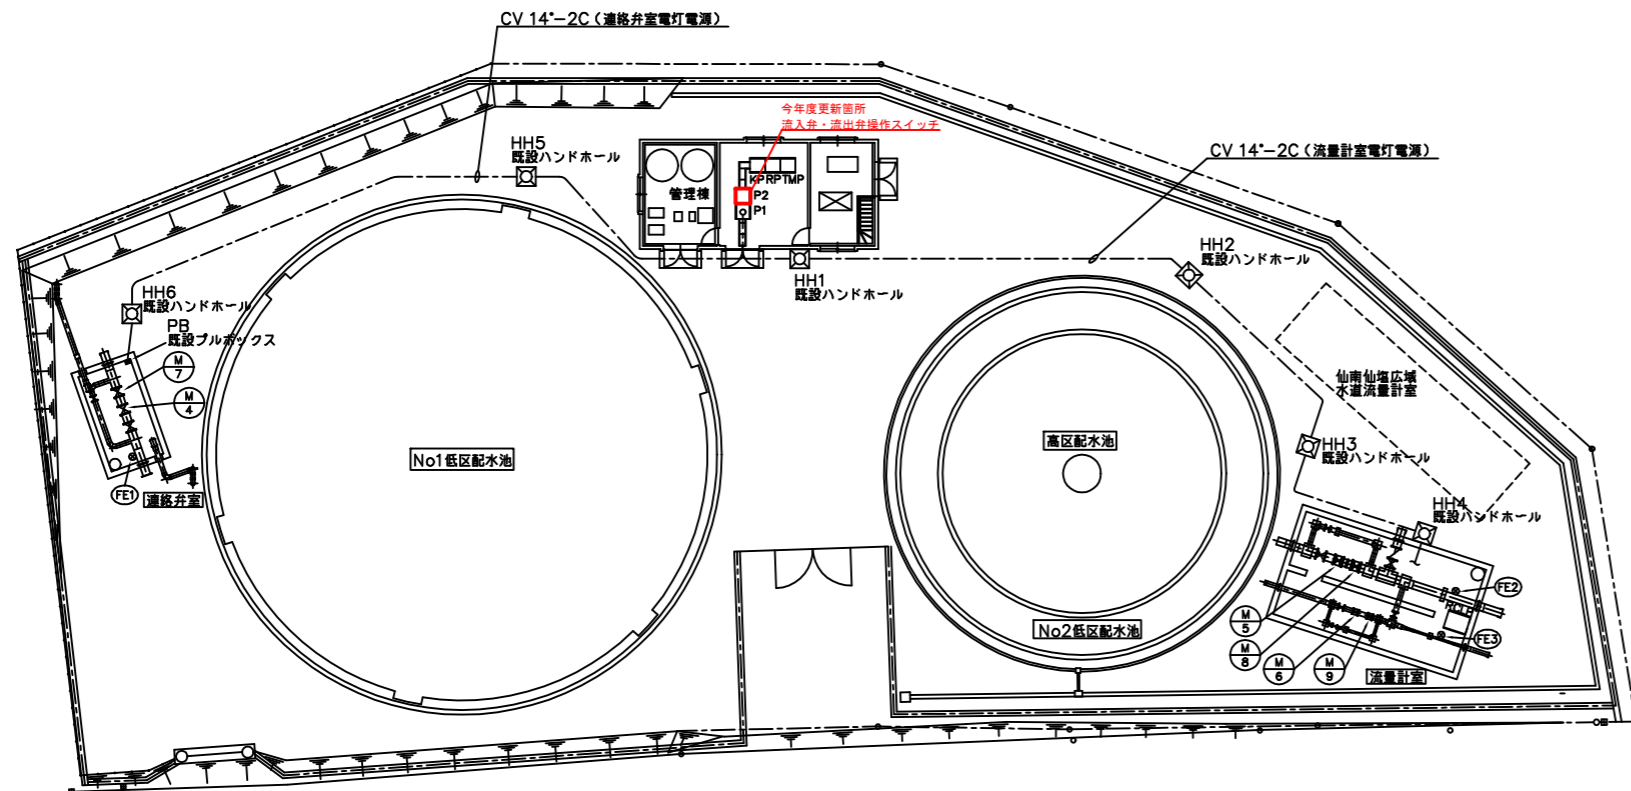 CV 14°-2C（連絡弁室電灯電源）
今年度更新箇所
流入弁・流出弁操作スイッチ
HH5
既設ハンドホール
CV 14°-2C（流量計室電灯電源）
KPRPTMP
管理棟
P2
P1
HH2
既設ハンドホール
HH1
既設ハンドホール
HH6
既設ハンドホール
PB
既設プルボックス
M
7
M
4
仙南仙塩広域
水道流量計室
高区配水池
No1低区配水池
HH3
既設ハンドホール
FE1
連絡弁室
HH4
既設ハンドホール
FE2
M
5
No2低区配水池
FE3
M
8
M
6
M
9
流量計室